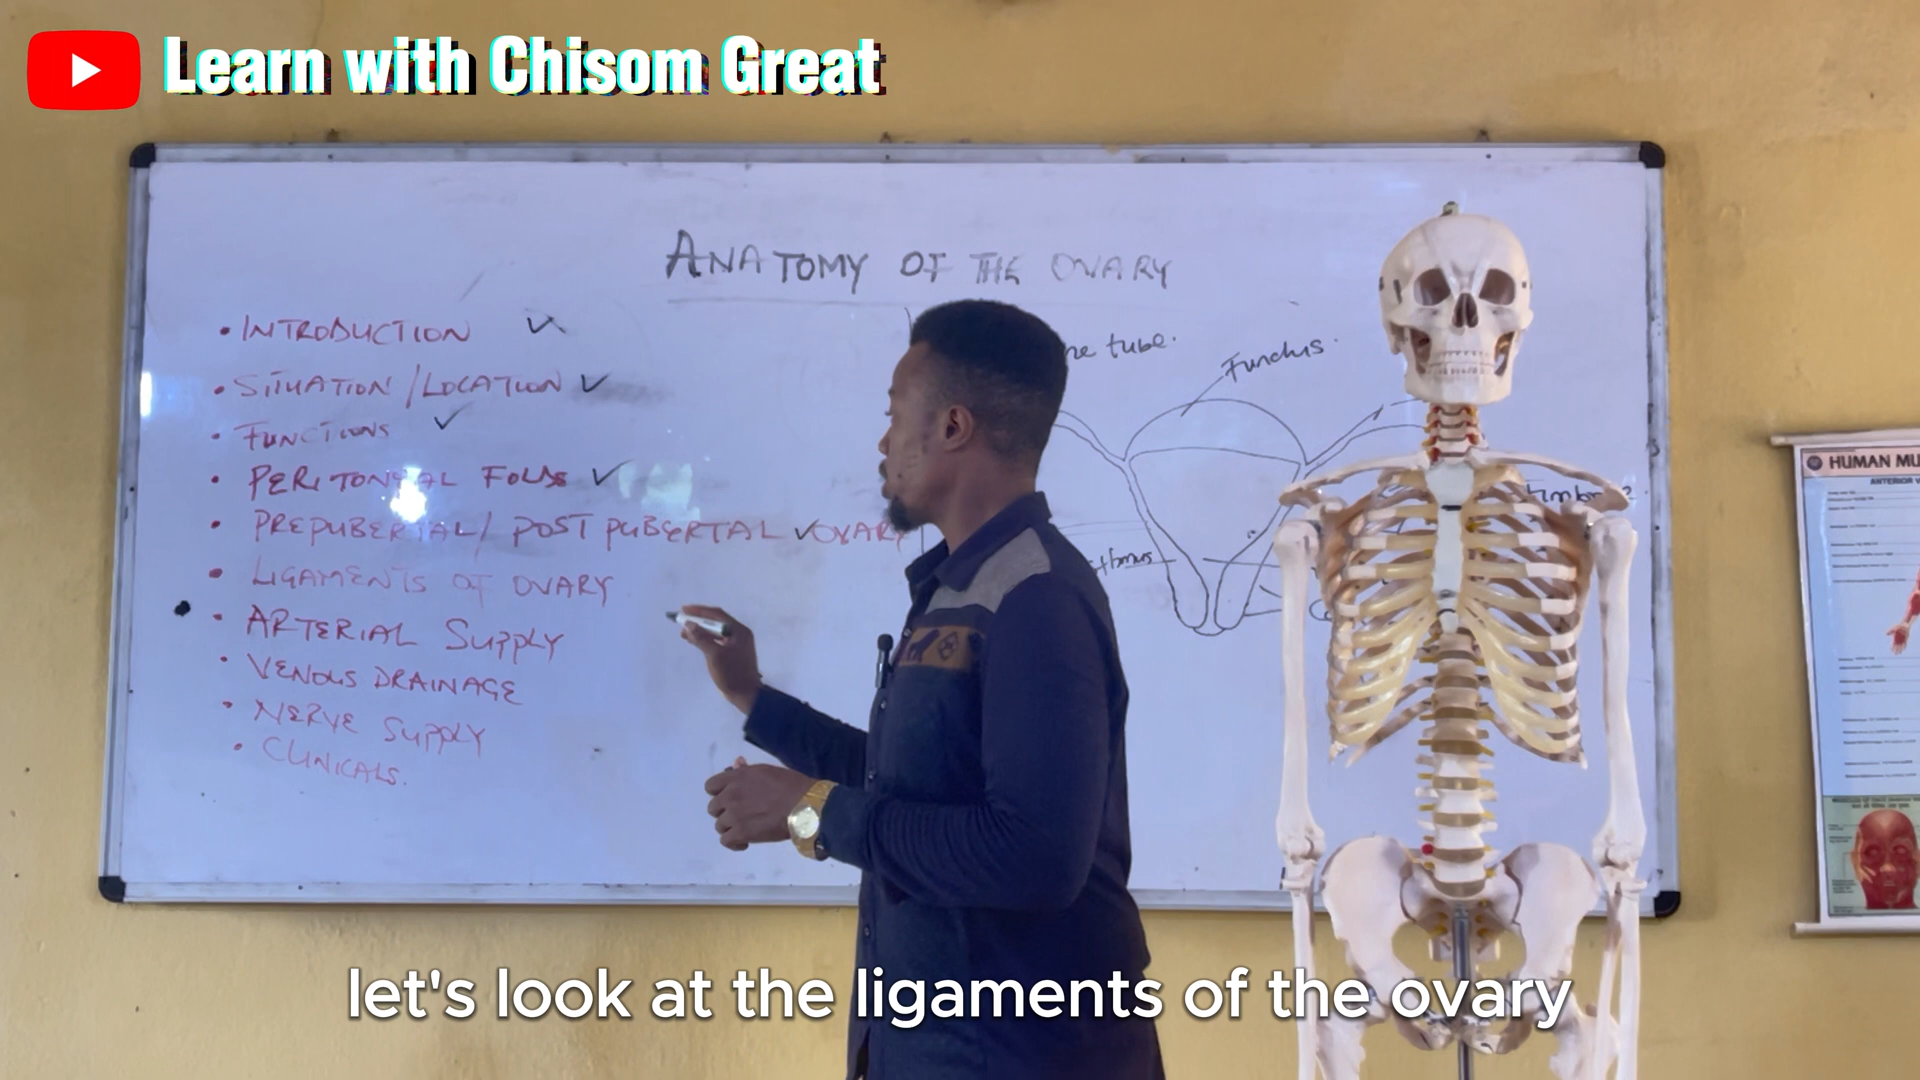 Learn with Chisom Great
ANATOMY OF THE OVARY
• INTRODUCTION ✓
• SITUATION / LOCATION ✓
• FUNCTIONS ✓
• PERITONEAL FOLDS ✓
• PREPUBERTAL / POST PUBERTAL ✓ OVARY
• LIGAMENTS OF OVARY
• ARTERIAL SUPPLY
• VENOUS DRAINAGE
• NERVE SUPPLY
• CLINICALS.
ne tube.
Fundus.
HUMAN MU
ANTERIOR V
let's look at the ligaments of the ovary